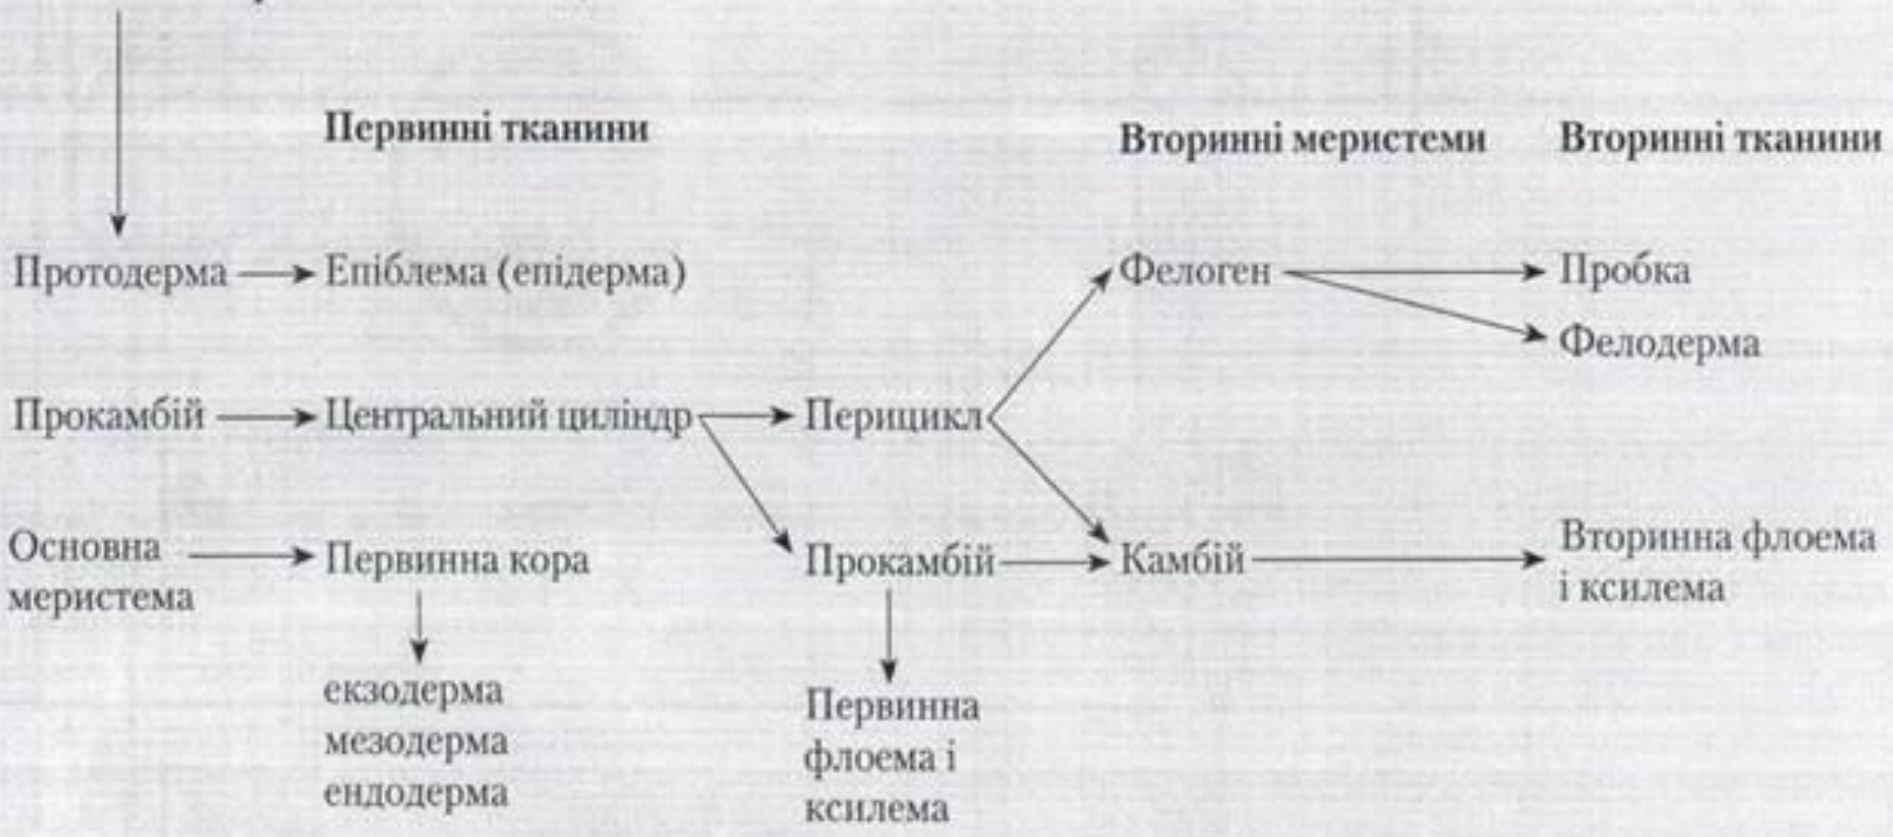 Первинні тканини
Вторинні меристеми
Вторинні тканини
Протодерма
Епіблема (епідерма)
Фелоген
Пробка
Фелодерма
Прокамбій
Центральний циліндр
Перицикл
Основна
меристема
Первинна кора
Прокамбій
Камбій
Вторинна флоема
і ксилема
екзодерма
мезодерма
ендодерма
Первинна
флоема і
ксилема